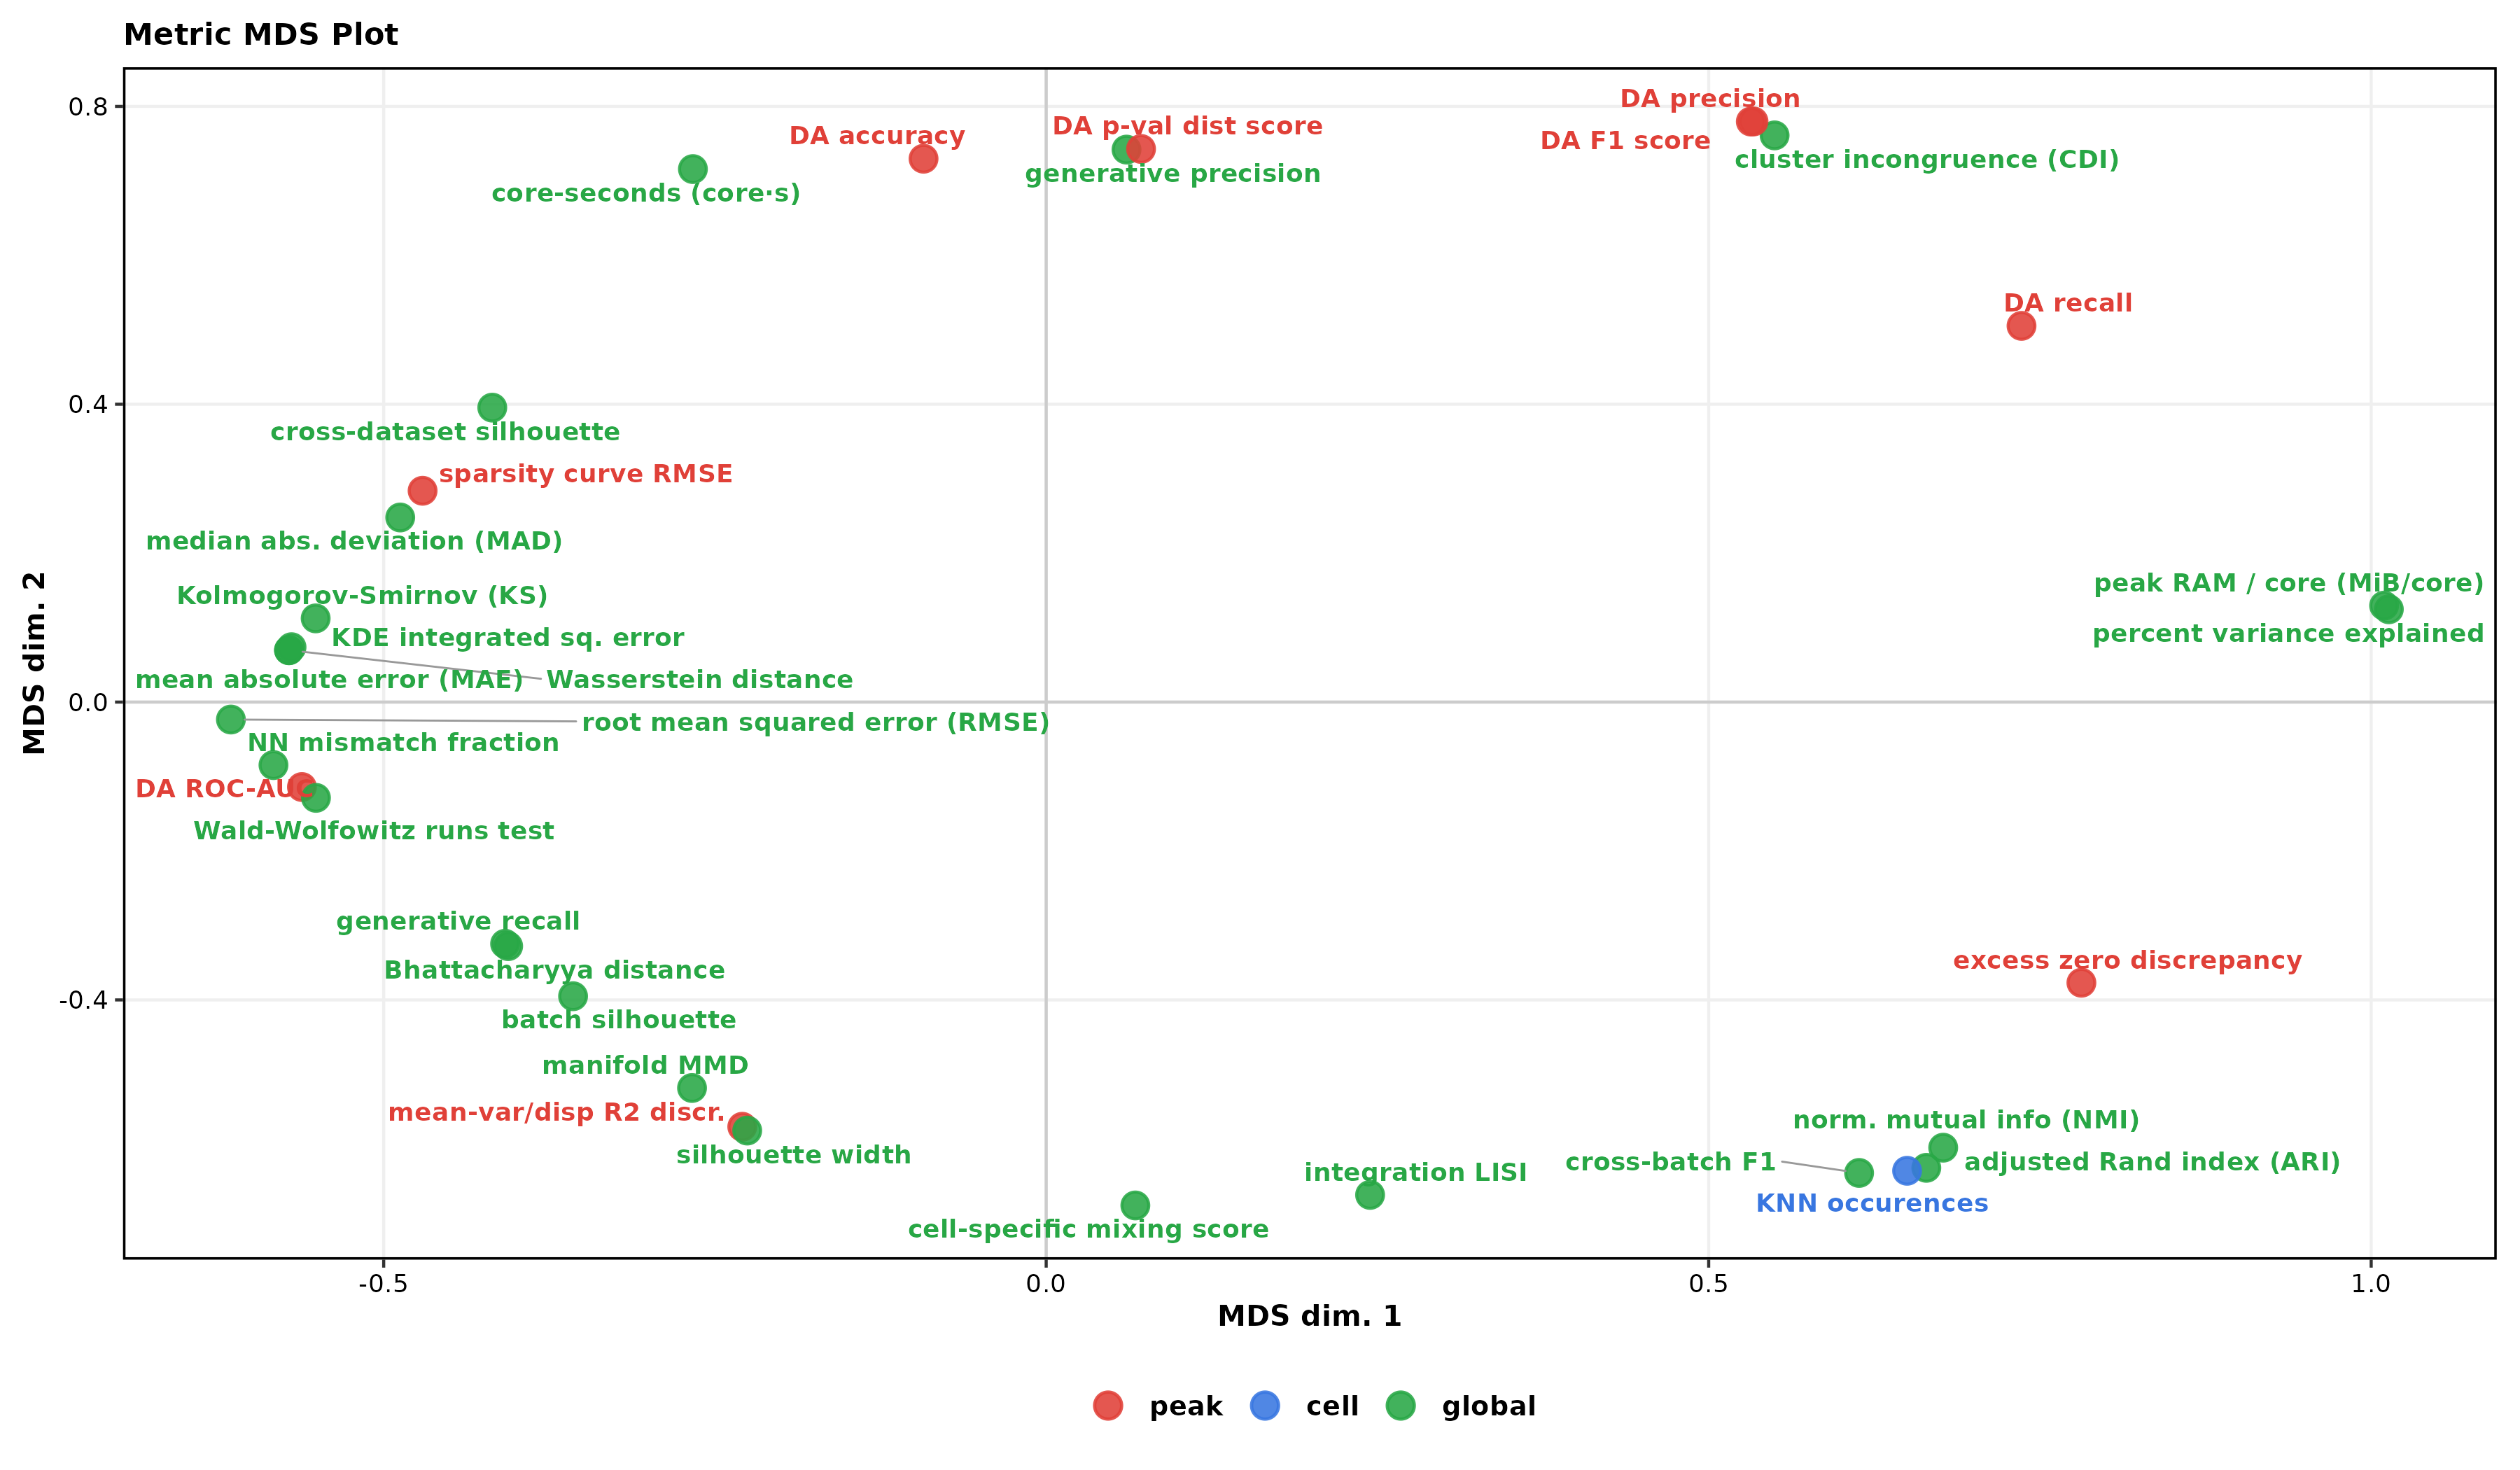 Metric MDS Plot
DA precision
0.8
DA p-val dist score
DA accuracy
DA F1 score
cluster incongruence (CDI)
generative precision
core-seconds (core·s)
DA recall
0.4
cross-dataset silhouette
sparsity curve RMSE
median abs. deviation (MAD)
peak RAM / core (MiB/core)
Kolmogorov-Smirnov (KS)
percent variance explained
KDE integrated sq. error
mean absolute error (MAE)
Wasserstein distance
0.0
root mean squared error (RMSE)
NN mismatch fraction
DA ROC-AUC
Wald-Wolfowitz runs test
MDS dim. 2
generative recall
excess zero discrepancy
Bhattacharyya distance
-0.4
batch silhouette
manifold MMD
mean-var/disp R2 discr.
norm. mutual info (NMI)
silhouette width
cross-batch F1
adjusted Rand index (ARI)
integration LISI
KNN occurences
cell-specific mixing score
-0.5
0.0
0.5
1.0
MDS dim. 1
peak
cell
global